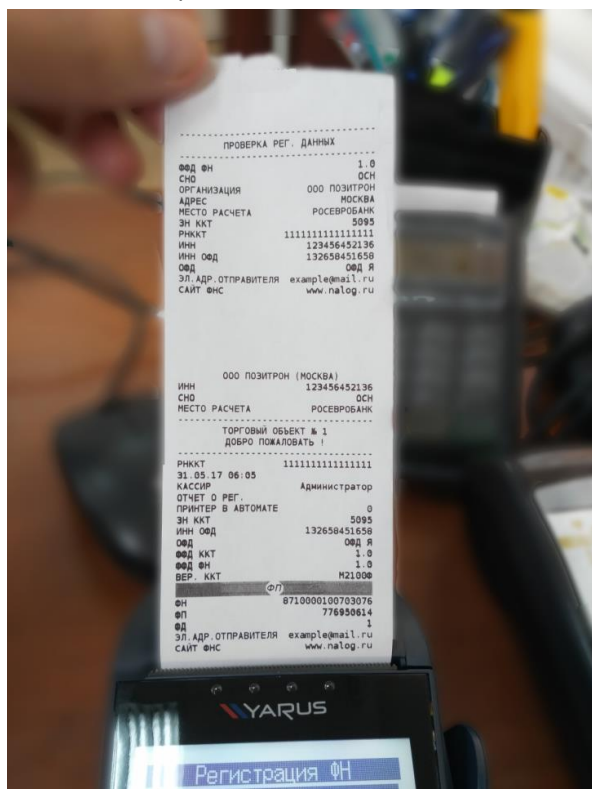 ПРОВЕРКА РЕГ. ДАННЫХ
ФФД ФН 1.0
СНО ОСН
ОРГАНИЗАЦИЯ ООО ПОЗИТРОН
АДРЕС МОСКВА
МЕСТО РАСЧЕТА РОСЕВРОБАНК
ЗН ККТ 5095
РНККТ 1111111111111111
ИНН 123456452136
ИНН ОФД 132658451658
ОФД ОФД Я
ЭЛ.АДР.ОТПРАВИТЕЛЯ example@mail.ru
САЙТ ФНС www.nalog.ru
ООО ПОЗИТРОН (МОСКВА)
ИНН 123456452136
СНО ОСН
МЕСТО РАСЧЕТА РОСЕВРОБАНК
ТОРГОВЫЙ ОБЪЕКТ № 1
ДОБРО ПОЖАЛОВАТЬ !
РНККТ 1111111111111111
31.05.17 06:05
КАССИР Администратор
ОТЧЕТ О РЕГ.
ПРИНТЕР В АВТОМАТЕ 0
ЗН ККТ 5095
ИНН ОФД 132658451658
ОФД ОФД Я
ФФД ККТ 1.0
ФФД ФН 1.0
ВЕР. ККТ М2100Ф
ФП
ФН 8710000100703076
ФП 776950614
ФД 1
ЭЛ.АДР.ОТПРАВИТЕЛЯ example@mail.ru
САЙТ ФНС www.nalog.ru
YARUS
Регистрация ФН